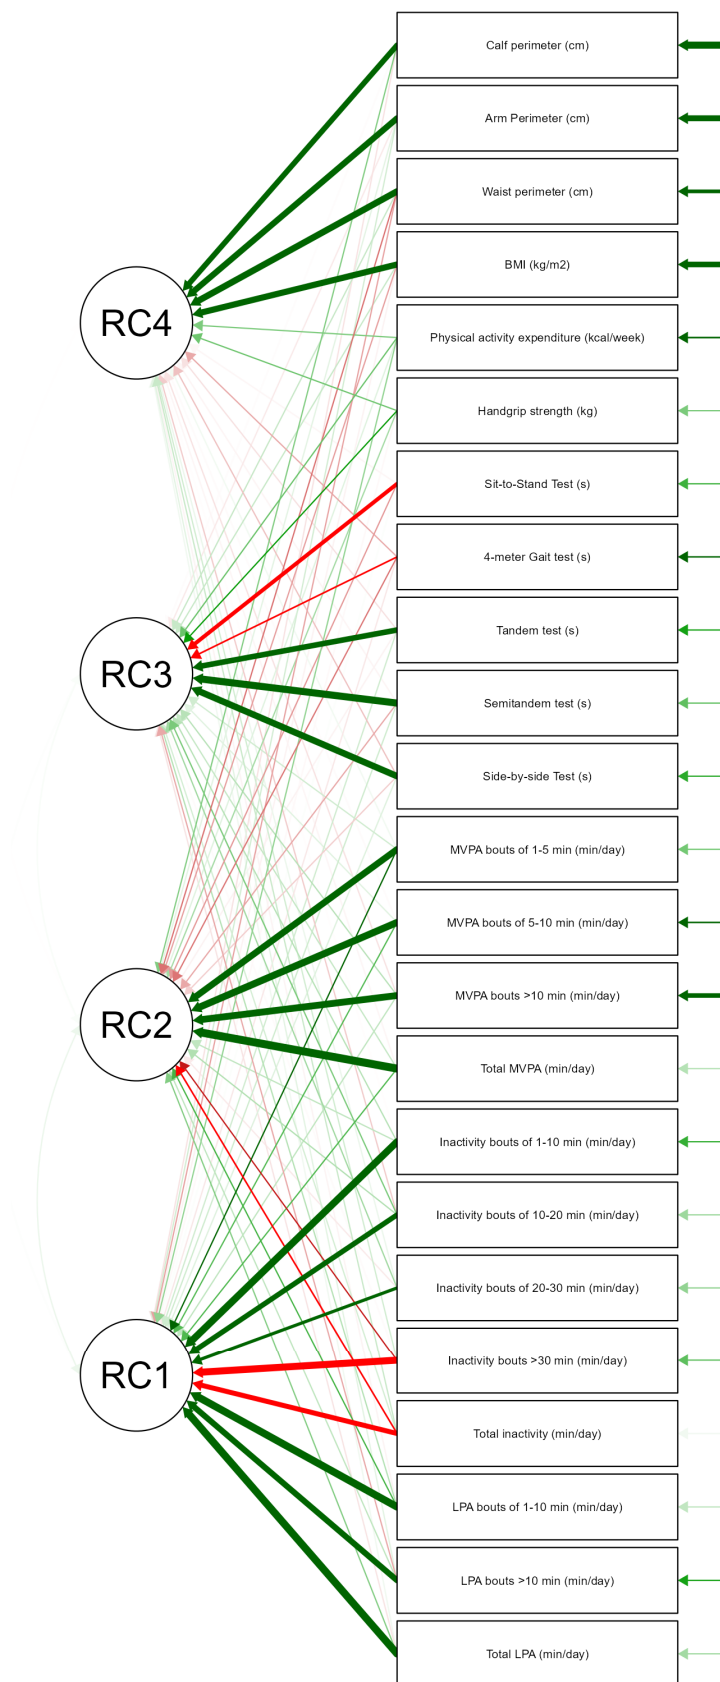 Calf perimeter (cm)
Arm Perimeter (cm)
Waist perimeter (cm)
BMI (kg/m2)
RC4
Physical activity expenditure (kcal/week)
Handgrip strength (kg)
Sit-to-Stand Test (s)
4-meter Gait test (s)
Tandem test (s)
RC3
Semitandem test (s)
Side-by-side Test (s)
MVPA bouts of 1-5 min (min/day)
MVPA bouts of 5-10 min (min/day)
MVPA bouts >10 min (min/day)
RC2
Total MVPA (min/day)
Inactivity bouts of 1-10 min (min/day)
Inactivity bouts of 10-20 min (min/day)
Inactivity bouts of 20-30 min (min/day)
Inactivity bouts >30 min (min/day)
RC1
Total inactivity (min/day)
LPA bouts of 1-10 min (min/day)
LPA bouts >10 min (min/day)
Total LPA (min/day)